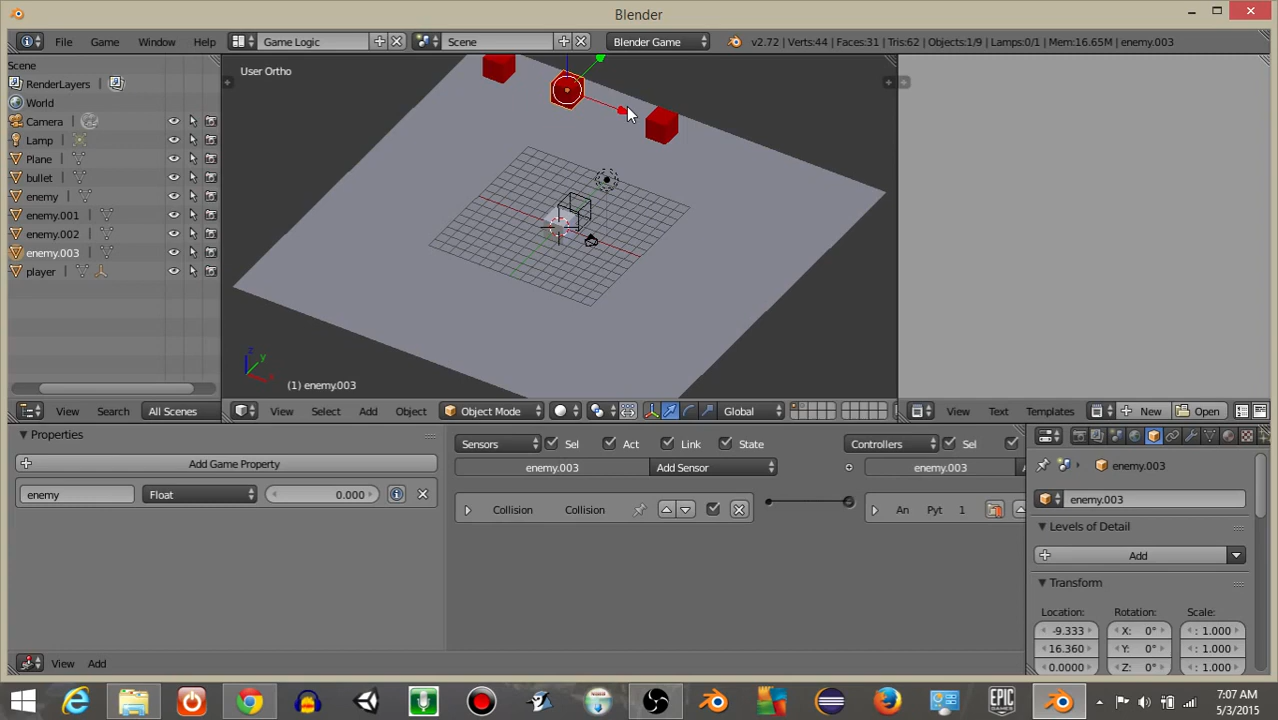 Blender
File Game Window Help Game Logic Scene Blender Game v2.72 | Verts:44 | Faces:31 | Tris:62 | Objects:1/9 | Lamps:0/1 | Mem:16.65M | enemy.003
Scene
RenderLayers
World
Camera
Lamp
Plane
bullet
enemy
enemy.001
enemy.002
enemy.003
player
User Ortho
z
y
x
(1) enemy.003
View Search All Scenes
View Select Add Object Object Mode Global
View Text Templates New Open
Properties
Add Game Property
enemy Float 0.000
Sensors Sel Act Link State
enemy.003 Add Sensor
Collision Collision
Controllers Sel
enemy.003 A
An Pyt 1
enemy.003
enemy.003
Levels of Detail
Add
Transform
Location: Rotation: Scale:
-9.333 X: 0° : 1.000
16.360 Y: 0° : 1.000
0.0000 Z: 0° : 1.000
View Add
EPIC GAMES
7:07 AM
5/3/2015